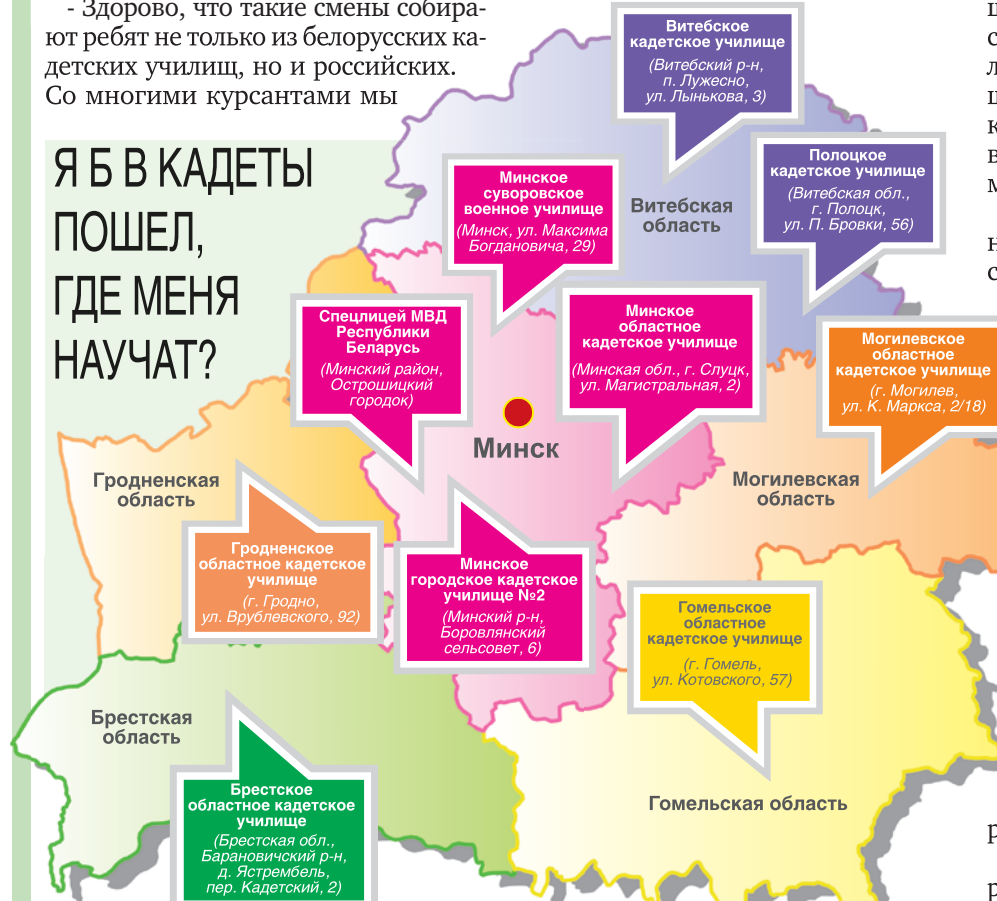 - Здорово, что такие смены собира-
ют ребят не только из белорусских ка-
детских училищ, но и российских.
Со многими курсантами мы
Я Б В КАДЕТЫ
ПОШЕЛ,
ГДЕ МЕНЯ
НАУЧАТ?
Витебское
кадетское училище
(Витебский р-н,
п. Лужесно,
ул. Лынькова, 3)
Полоцкое
кадетское училище
(Витебская обл.,
г. Полоцк,
ул. П. Бровки, 56)
Витебская
область
Минское
суворовское
военное училище
(Минск, ул. Максима
Богдановича, 29)
Спецлицей МВД
Республики
Беларусь
(Минский район,
Острошицкий
городок)
Минское
областное
кадетское училище
(Минская обл., г. Слуцк,
ул. Магистральная, 2)
Могилевское
областное
кадетское училище
(г. Могилев,
ул. К. Маркса, 2/18)
Минск
Гродненская
область
Могилевская
область
Гродненское
областное кадетское
училище
(г. Гродно,
ул. Врублевского, 92)
Минское
городское кадетское
училище №2
(Минский р-н,
Боровлянский
сельсовет, 6)
Гомельское
областное
кадетское училище
(г. Гомель,
ул. Котовского, 57)
Брестская
область
Гомельская область
Брестское
областное кадетское
училище
(Брестская обл.,
Барановичский р-н,
д. Ястрембель,
пер. Кадетский, 2)